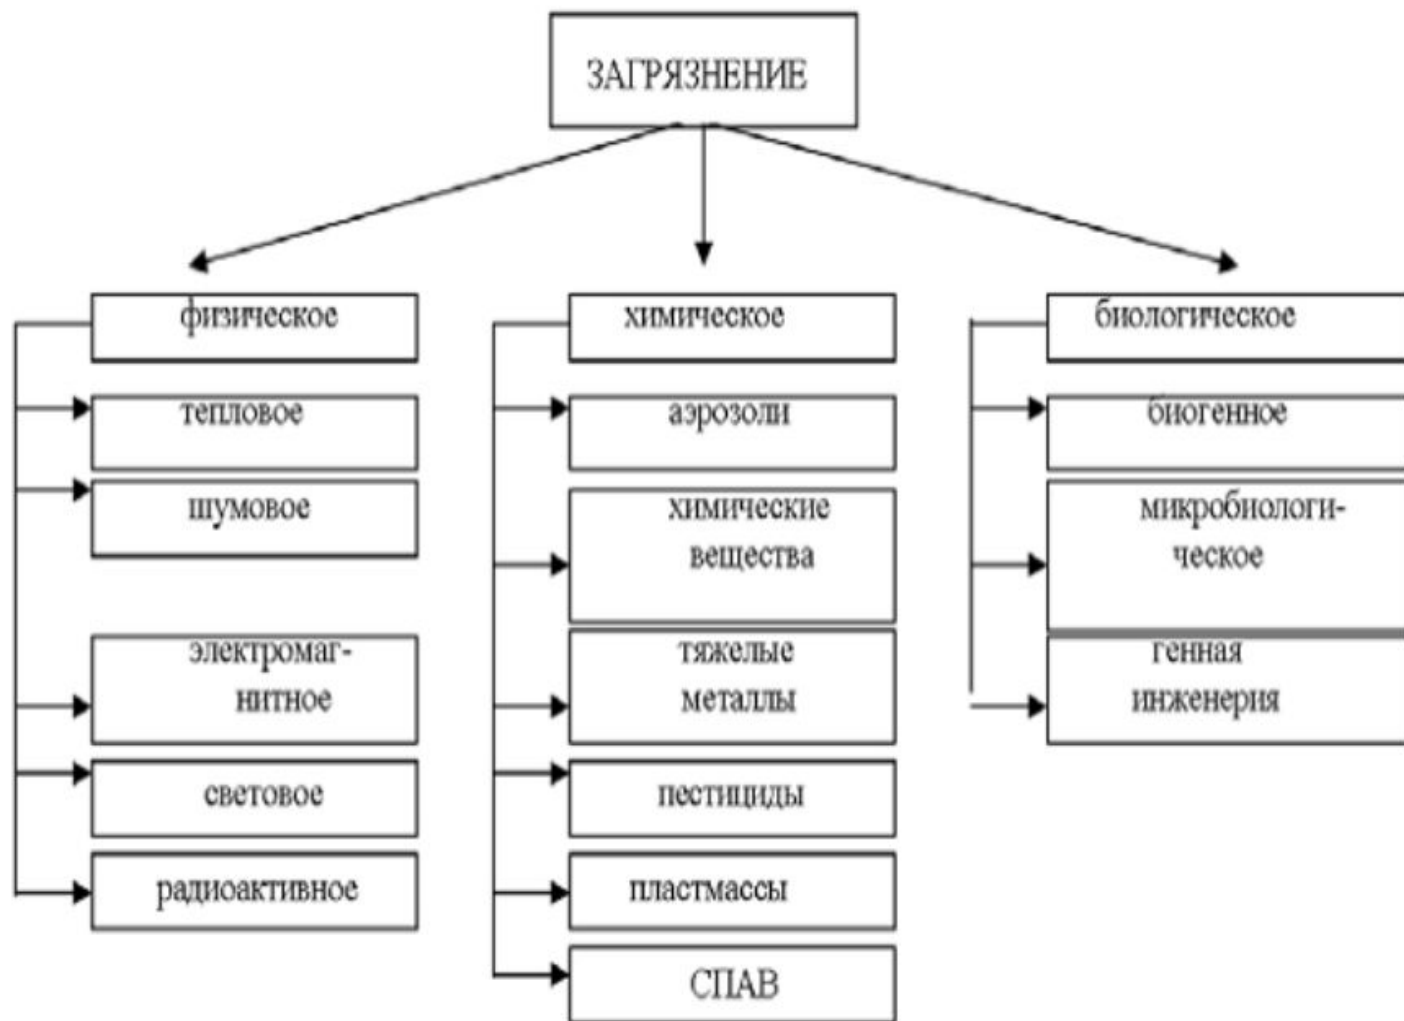 ЗАГРЯЗНЕНИЕ
физическое
тепловое
шумовое
электромаг-
нитное
световое
радиоактивное
химическое
аэрозоли
химические
вещества
тяжелые
металлы
пестициды
пластмассы
СПАВ
биологическое
биогенное
микробиологи-
ческое
генная
инженерия